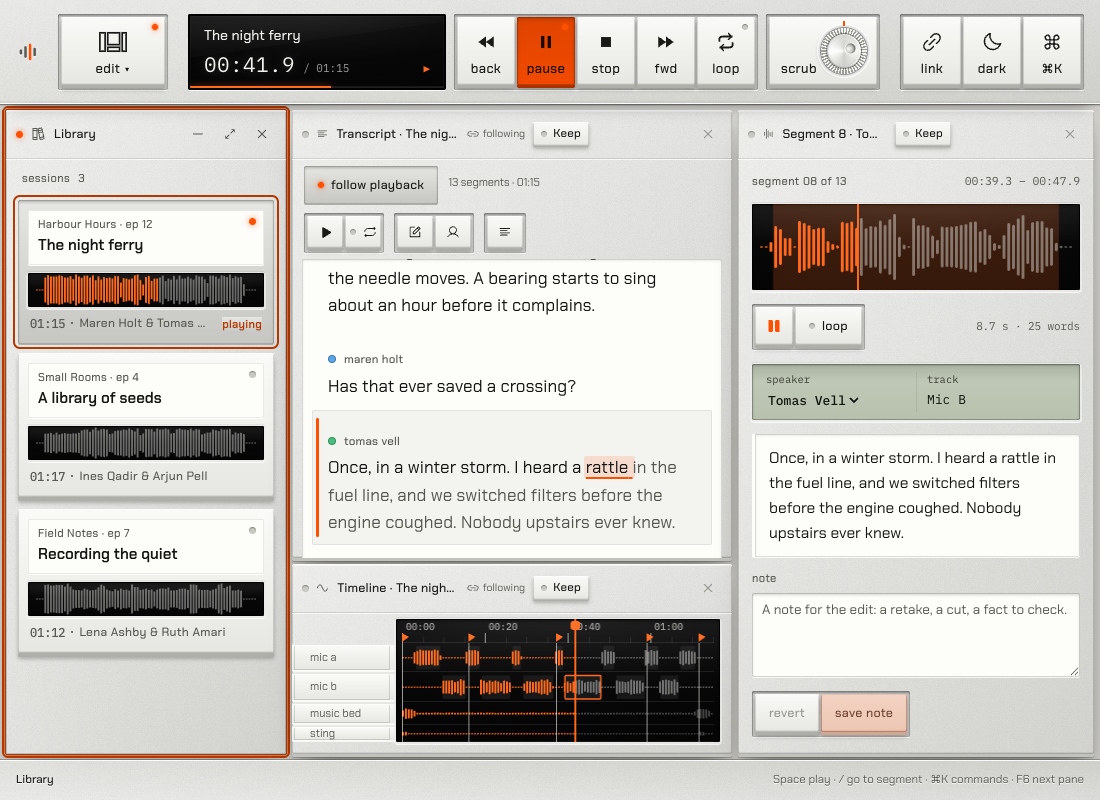 edit
The night ferry
00:41.9 / 01:15
back
pause
stop
fwd
loop
scrub
link
dark
⌘K
Library
sessions 3
Harbour Hours · ep 12
The night ferry
01:15 · Maren Holt & Tomas ... playing
Small Rooms · ep 4
A library of seeds
01:17 · Ines Qadir & Arjun Pell
Field Notes · ep 7
Recording the quiet
01:12 · Lena Ashby & Ruth Amari
Transcript · The nig... following Keep
follow playback 13 segments · 01:15
the needle moves. A bearing starts to sing
about an hour before it complains.
maren holt
Has that ever saved a crossing?
tomas vell
Once, in a winter storm. I heard a rattle in the
fuel line, and we switched filters before the
engine coughed. Nobody upstairs ever knew.
Timeline · The nigh... following Keep
00:00 00:20 0:40 01:00
mic a
mic b
music bed
sting
Segment 8 · To... Keep
segment 08 of 13 00:39.3 – 00:47.9
loop 8.7 s · 25 words
speaker track
Tomas Vell Mic B
Once, in a winter storm. I heard a rattle in
the fuel line, and we switched filters
before the engine coughed. Nobody
upstairs ever knew.
note
A note for the edit: a retake, a cut, a fact to check.
revert save note
Library
Space play · / go to segment · ⌘K commands · F6 next pane